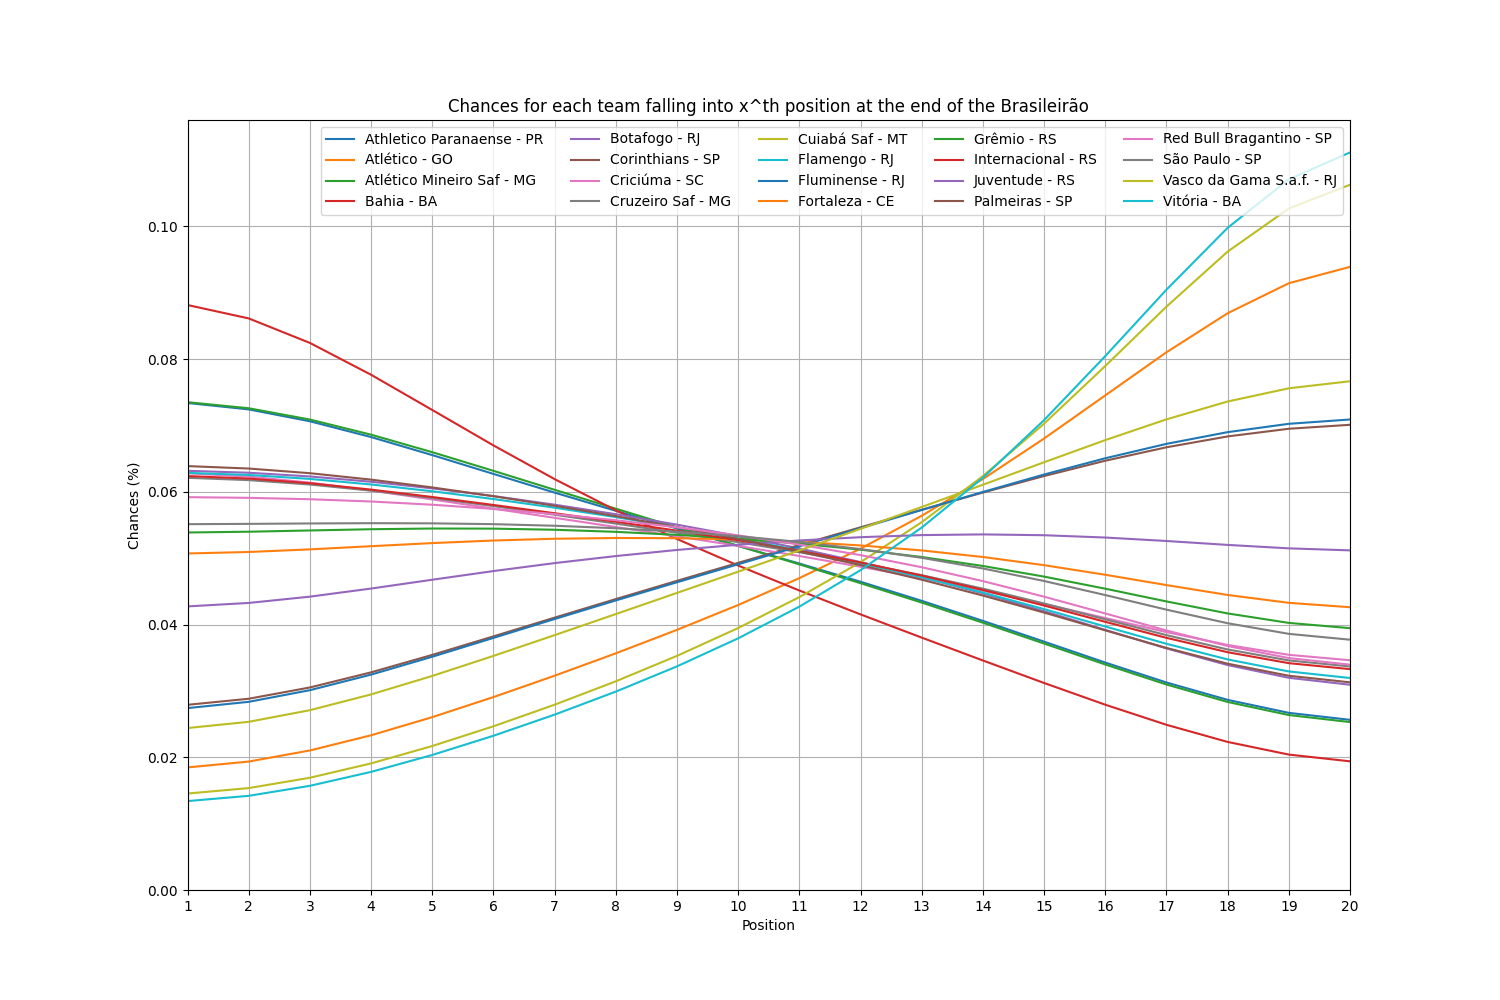 Chances for each team falling into x^th position at the end of the Brasileirão
Athletico Paranaense - PR
Atlético - GO
Atlético Mineiro Saf - MG
Bahia - BA
Botafogo - RJ
Corinthians - SP
Criciúma - SC
Cruzeiro Saf - MG
Cuiabá Saf - MT
Flamengo - RJ
Fluminense - RJ
Fortaleza - CE
Grêmio - RS
Internacional - RS
Juventude - RS
Palmeiras - SP
Red Bull Bragantino - SP
São Paulo - SP
Vasco da Gama S.a.f. - RJ
Vitória - BA
Chances (%)
0.10
0.08
0.06
0.04
0.02
0.00
1 2 3 4 5 6 7 8 9 10 11 12 13 14 15 16 17 18 19 20
Position